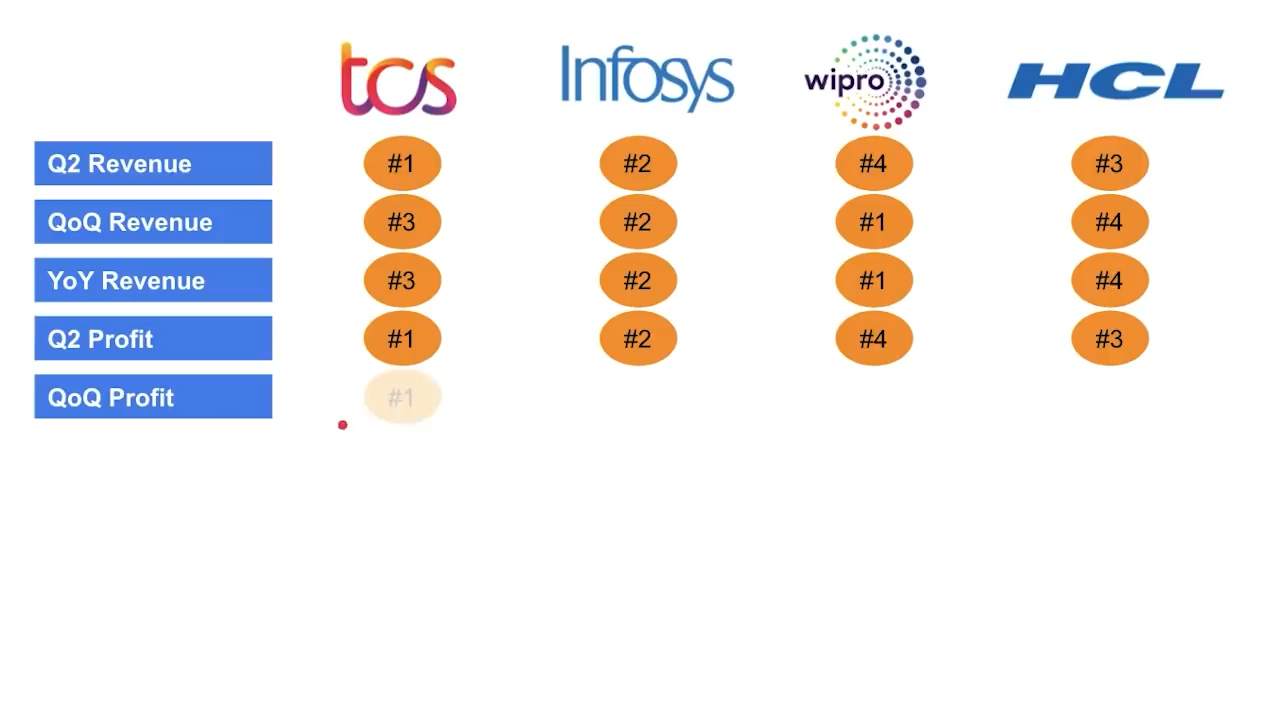 tcs Infosys wipro HCL
Q2 Revenue #1 #2 #4 #3
QoQ Revenue #3 #2 #1 #4
YoY Revenue #3 #2 #1 #4
Q2 Profit #1 #2 #4 #3
QoQ Profit #1